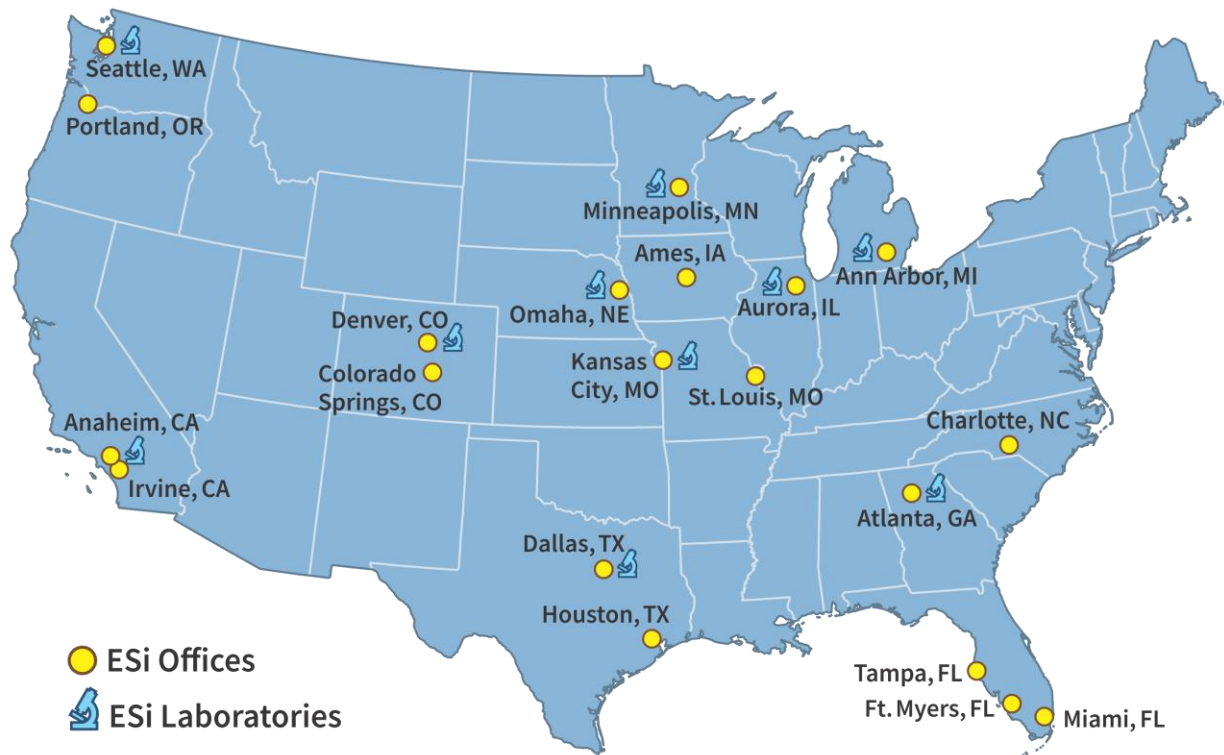 Seattle, WA
Portland, OR
Minneapolis, MN
Ames, IA
Ann Arbor, MI
Omaha, NE
Aurora, IL
Denver, CO
Colorado
Springs, CO
Kansas
City, MO
St. Louis, MO
Anaheim, CA
Irvine, CA
Charlotte, NC
Atlanta, GA
Dallas, TX
Houston, TX
ESi Offices
ESi Laboratories
Tampa, FL
Ft. Myers, FL
Miami, FL